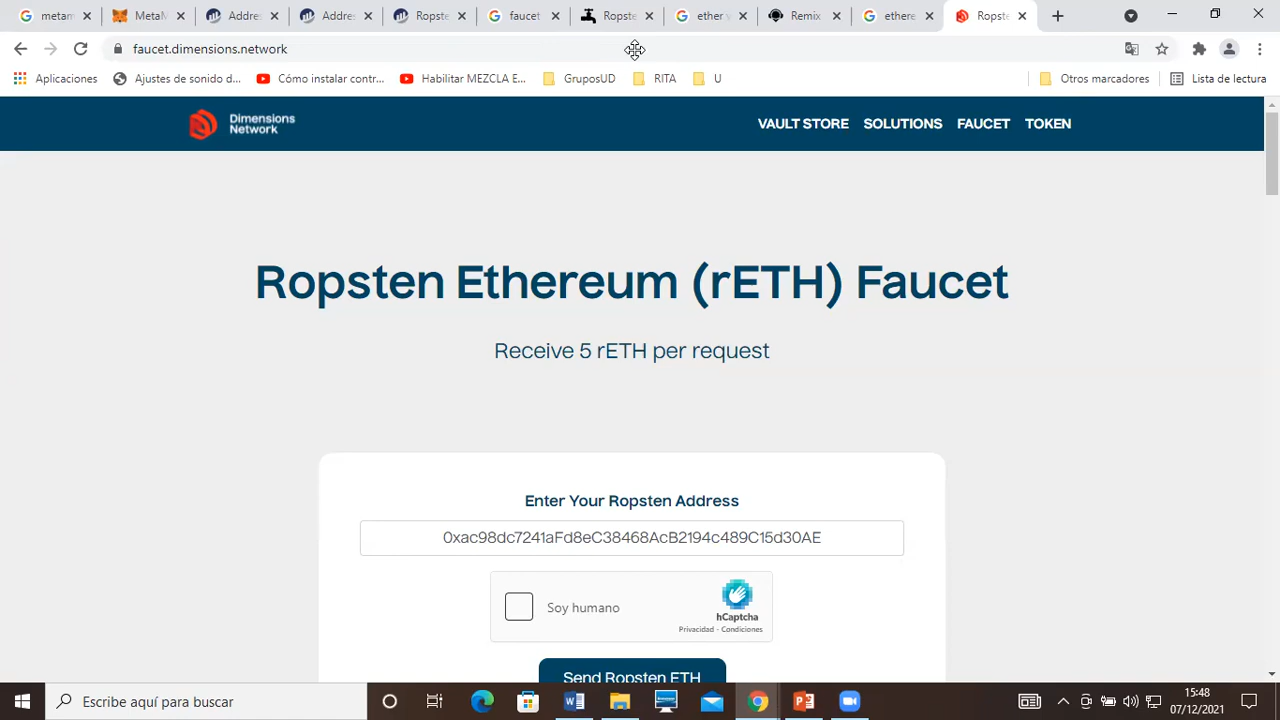 metam
MetaM
Addre
Addre
Ropste
faucet
Ropste
ether v
Remix
ethere
Ropste
faucet.dimensions.network
Aplicaciones
Ajustes de sonido d...
Cómo instalar contr...
Habilitar MEZCLA E...
GruposUD
RITA
U
Otros marcadores
Lista de lectura
Dimensions
Network
VAULT STORE SOLUTIONS FAUCET TOKEN
Ropsten Ethereum (rETH) Faucet
Receive 5 rETH per request
Enter Your Ropsten Address
0xac98dc7241aFd8eC38468AcB2194c489C15d30AE
Soy humano
hCaptcha
Privacidad - Condiciones
Send Ropsten ETH
Escribe aquí para buscar
15:48
07/12/2021